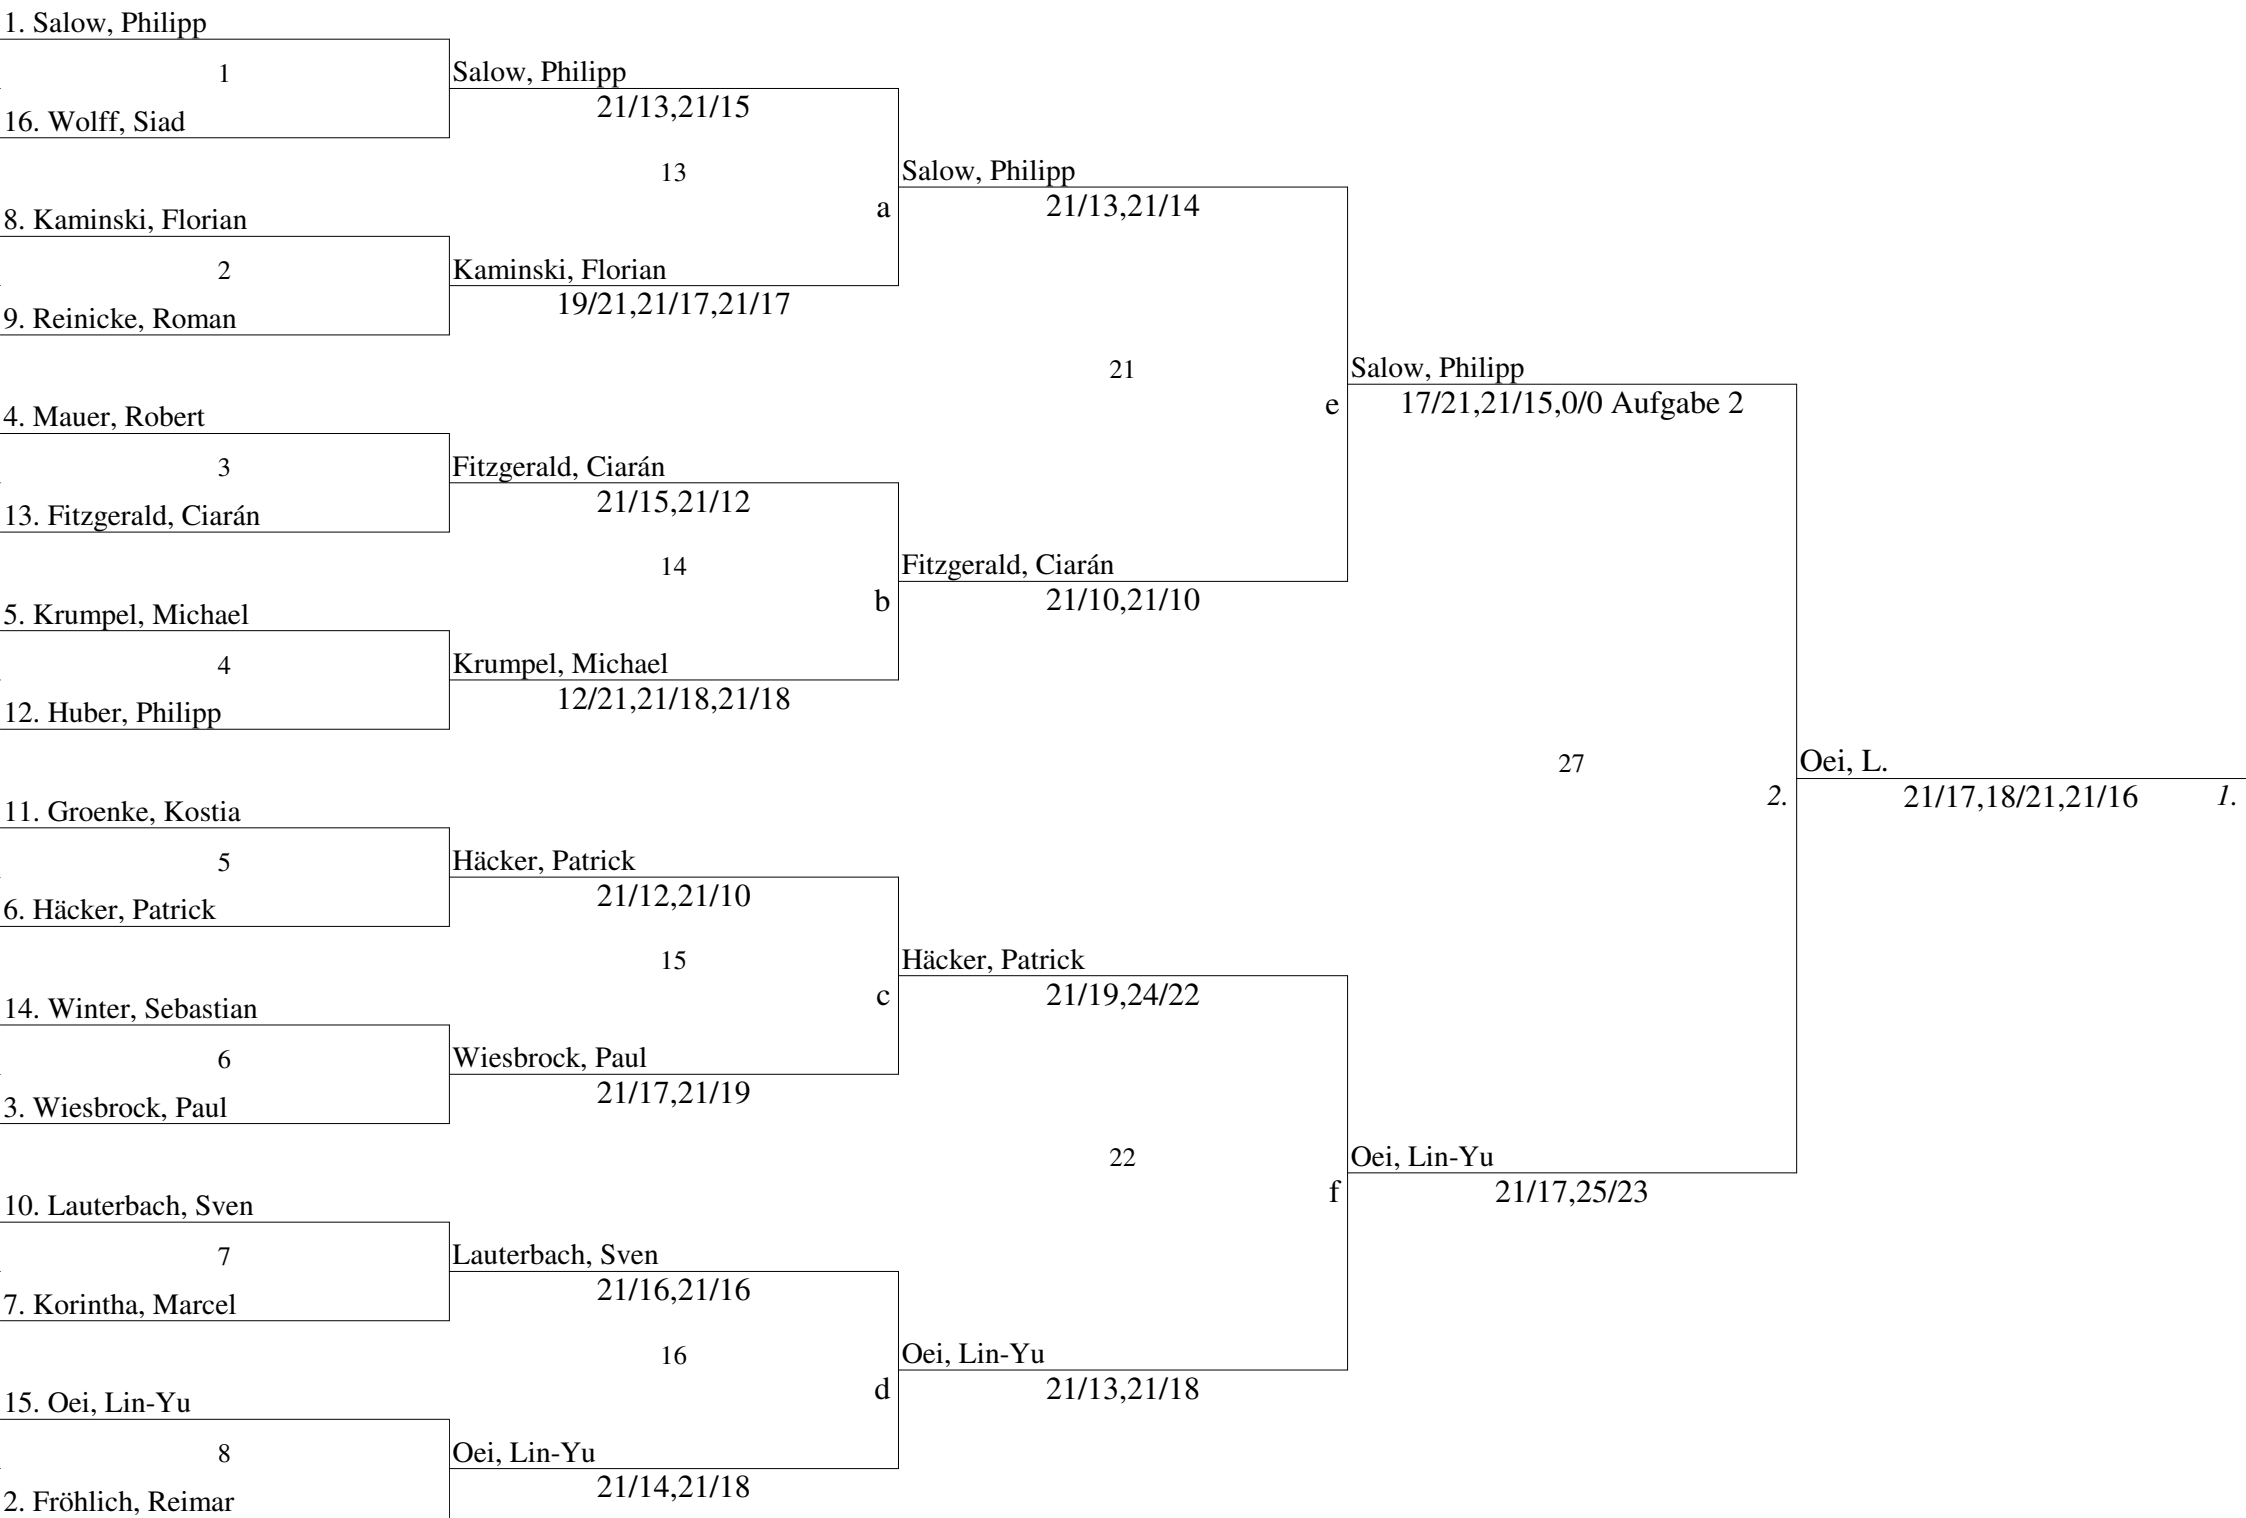 1. Salow, Philipp
1
Salow, Philipp
21/13,21/15
16. Wolff, Siad
13
Salow, Philipp
21/13,21/14
a
8. Kaminski, Florian
2
Kaminski, Florian
19/21,21/17,21/17
9. Reinicke, Roman
21
Salow, Philipp
17/21,21/15,0/0 Aufgabe 2
e
4. Mauer, Robert
3
Fitzgerald, Ciarán
21/15,21/12
13. Fitzgerald, Ciarán
14
Fitzgerald, Ciarán
21/10,21/10
b
5. Krumpel, Michael
4
Krumpel, Michael
12/21,21/18,21/18
12. Huber, Philipp
27
Oei, L.
2.
21/17,18/21,21/16
1.
11. Groenke, Kostia
5
Häcker, Patrick
21/12,21/10
6. Häcker, Patrick
15
Häcker, Patrick
21/19,24/22
c
14. Winter, Sebastian
6
Wiesbrock, Paul
21/17,21/19
3. Wiesbrock, Paul
22
Oei, Lin-Yu
21/17,25/23
f
10. Lauterbach, Sven
7
Lauterbach, Sven
21/16,21/16
7. Korintha, Marcel
16
Oei, Lin-Yu
21/13,21/18
d
15. Oei, Lin-Yu
8
Oei, Lin-Yu
21/14,21/18
2. Fröhlich, Reimar